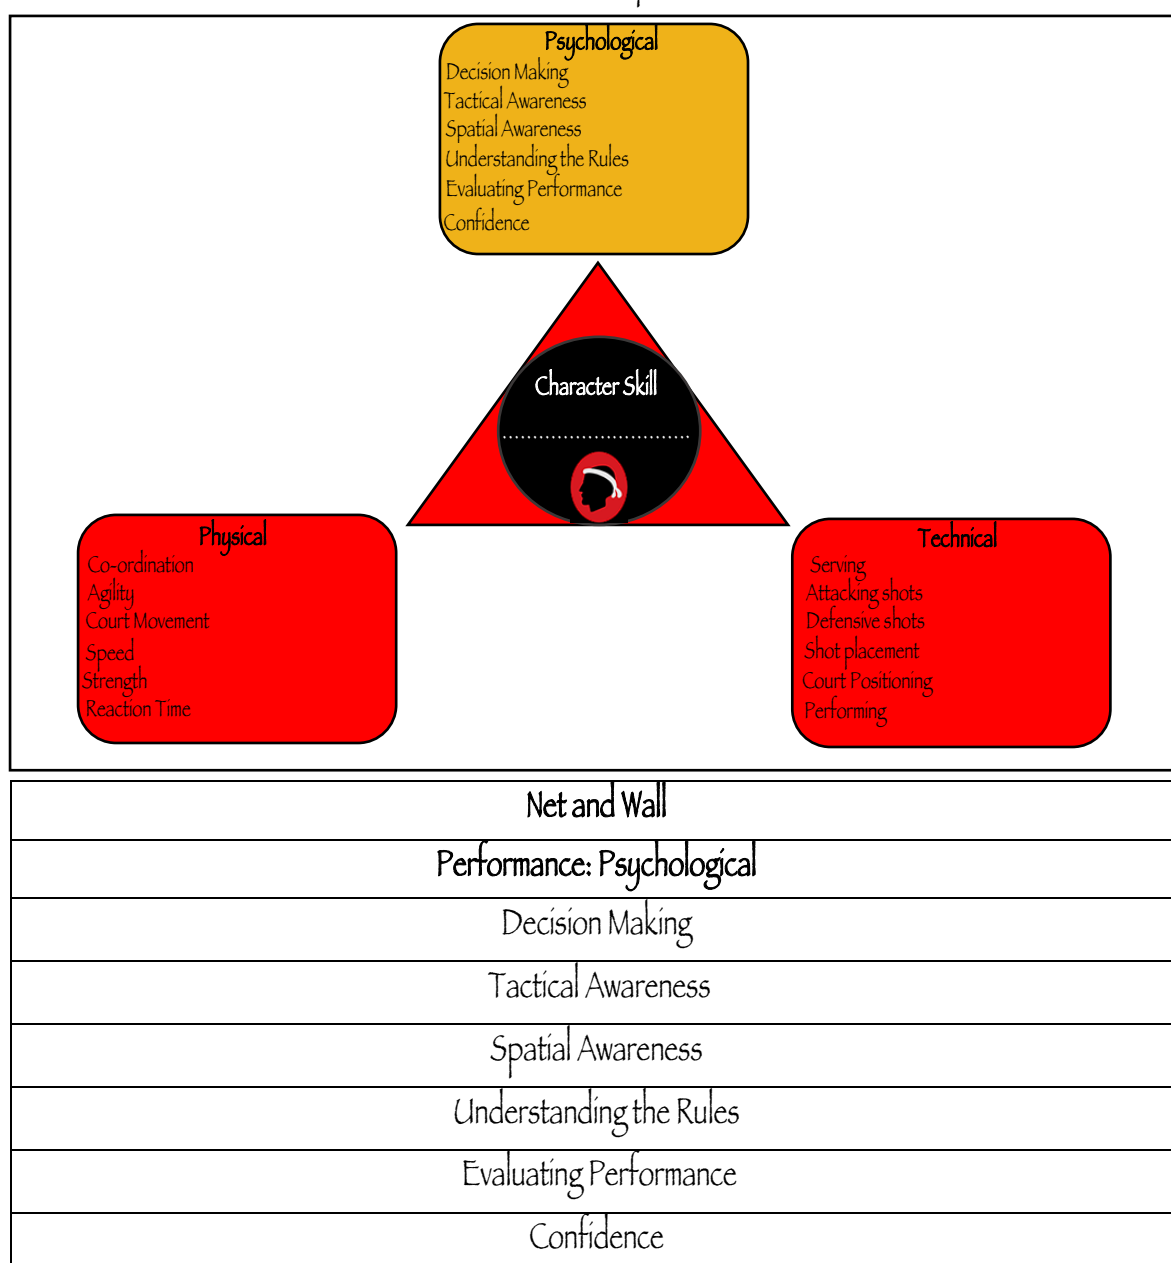 Psychological
Decision Making
Tactical Awareness
Spatial Awareness
Understanding the Rules
Evaluating Performance
Confidence
Character Skill
..............................
Physical
Co-ordination
Agility
Court Movement
Speed
Strength
Reaction Time
Technical
Serving
Attacking shots
Defensive shots
Shot placement
Court Positioning
Performing
Net and Wall
Performance: Psychological
Decision Making
Tactical Awareness
Spatial Awareness
Understanding the Rules
Evaluating Performance
Confidence